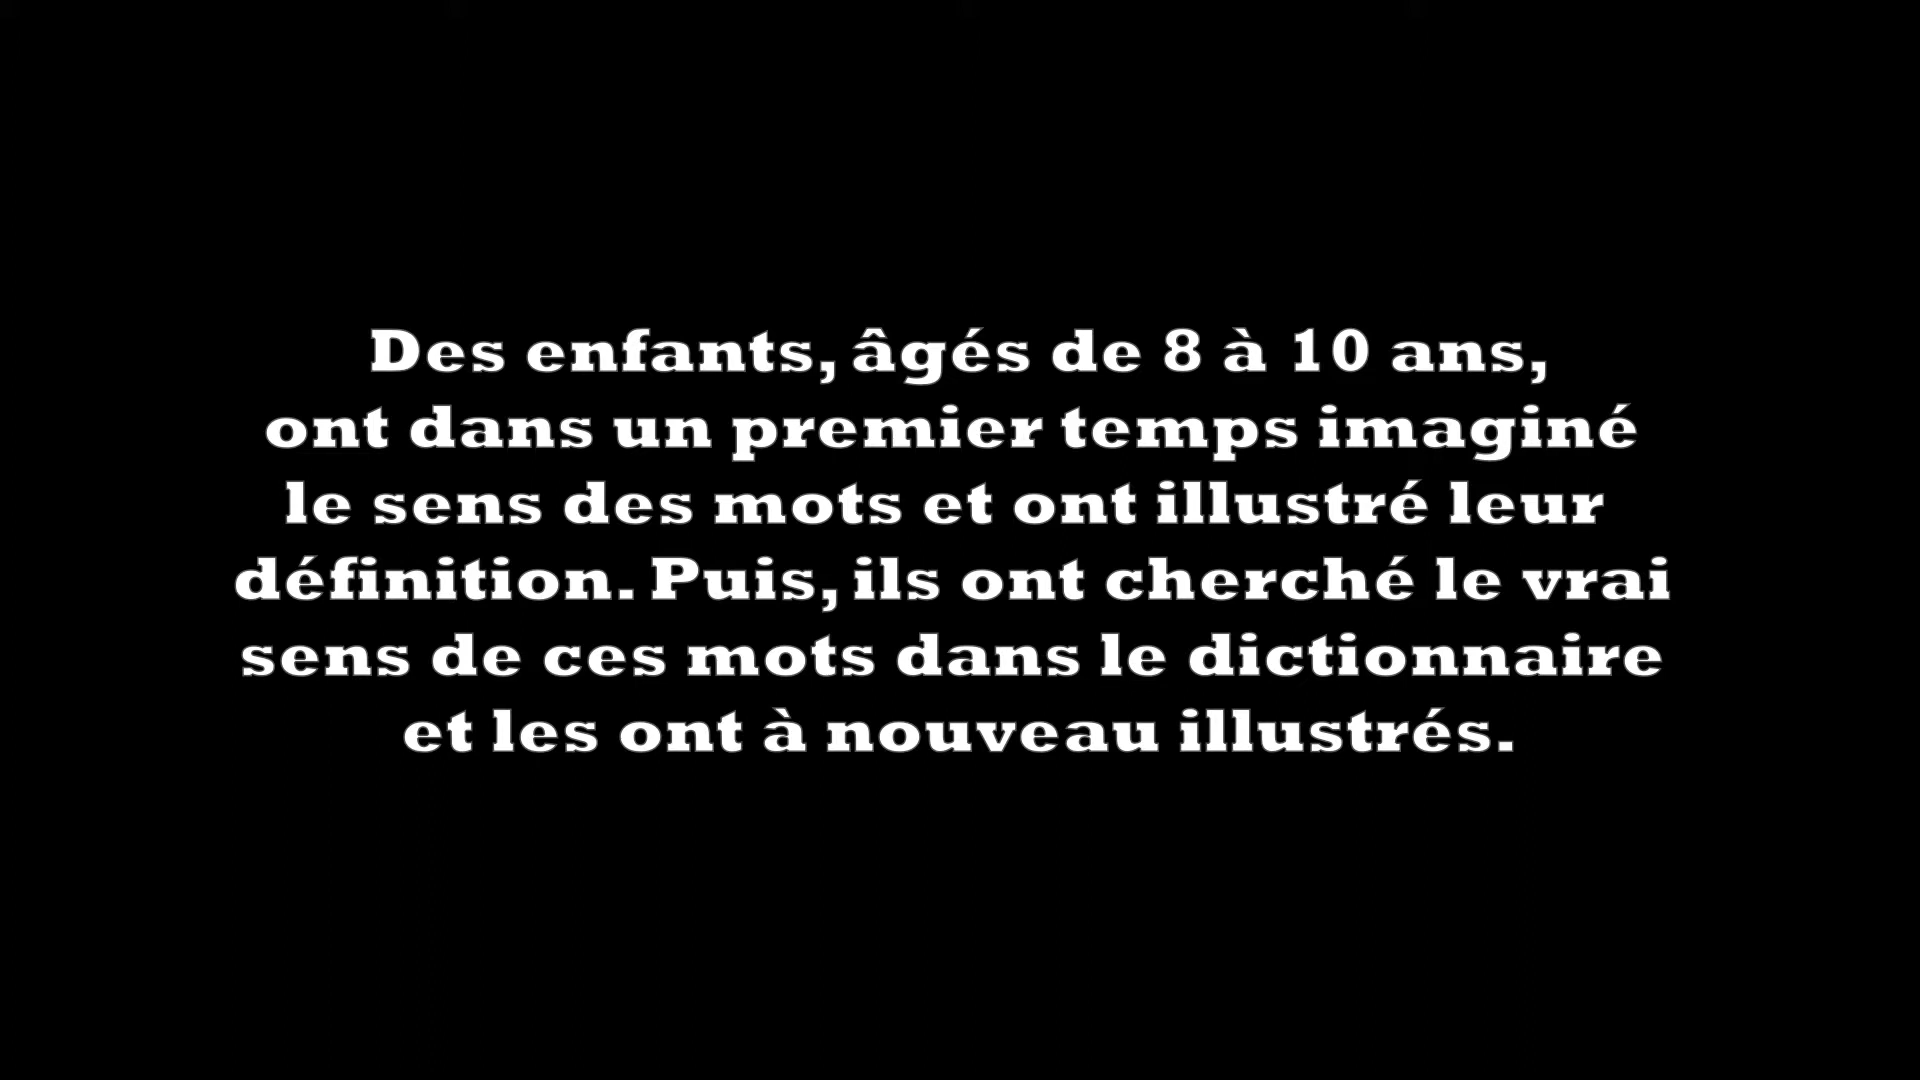 Des enfants, âgés de 8 à 10 ans,
ont dans un premier temps imaginé
le sens des mots et ont illustré leur
définition. Puis, ils ont cherché le vrai
sens de ces mots dans le dictionnaire
et les ont à nouveau illustrés.